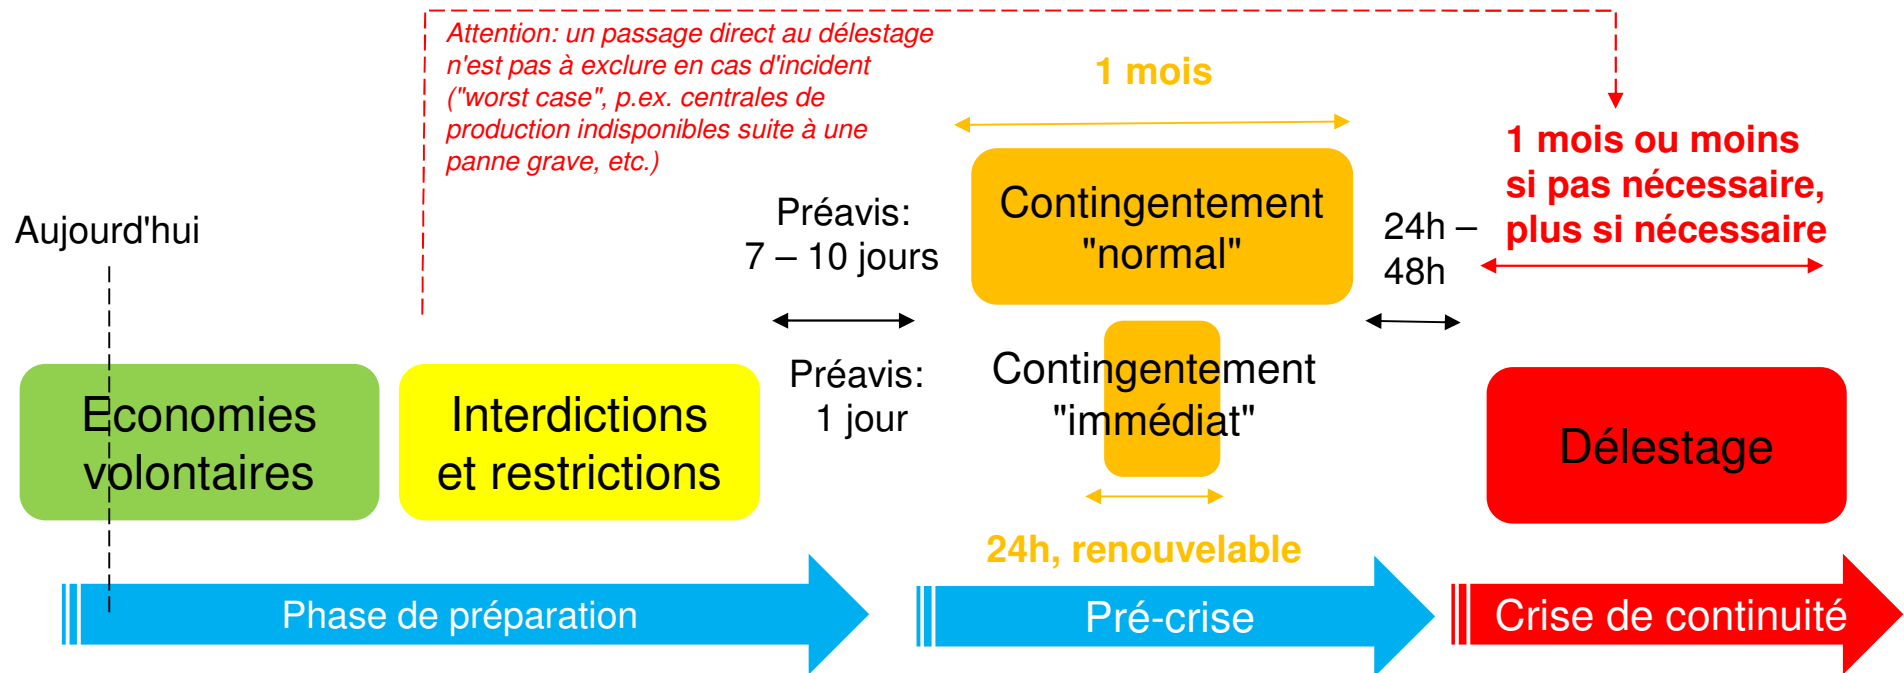 Attention: un passage direct au délestage
n'est pas à exclure en cas d'incident
("worst case", p.ex. centrales de
production indisponibles suite à une
panne grave, etc.)
1 mois
1 mois ou moins
si pas nécessaire,
plus si nécessaire
Aujourd'hui
Préavis:
7 – 10 jours
Contingentement
"normal"
24h –
48h
Economies
volontaires
Interdictions
et restrictions
Préavis:
1 jour
Contingentement
"immédiat"
Délestage
24h, renouvelable
Phase de préparation
Pré-crise
Crise de continuité